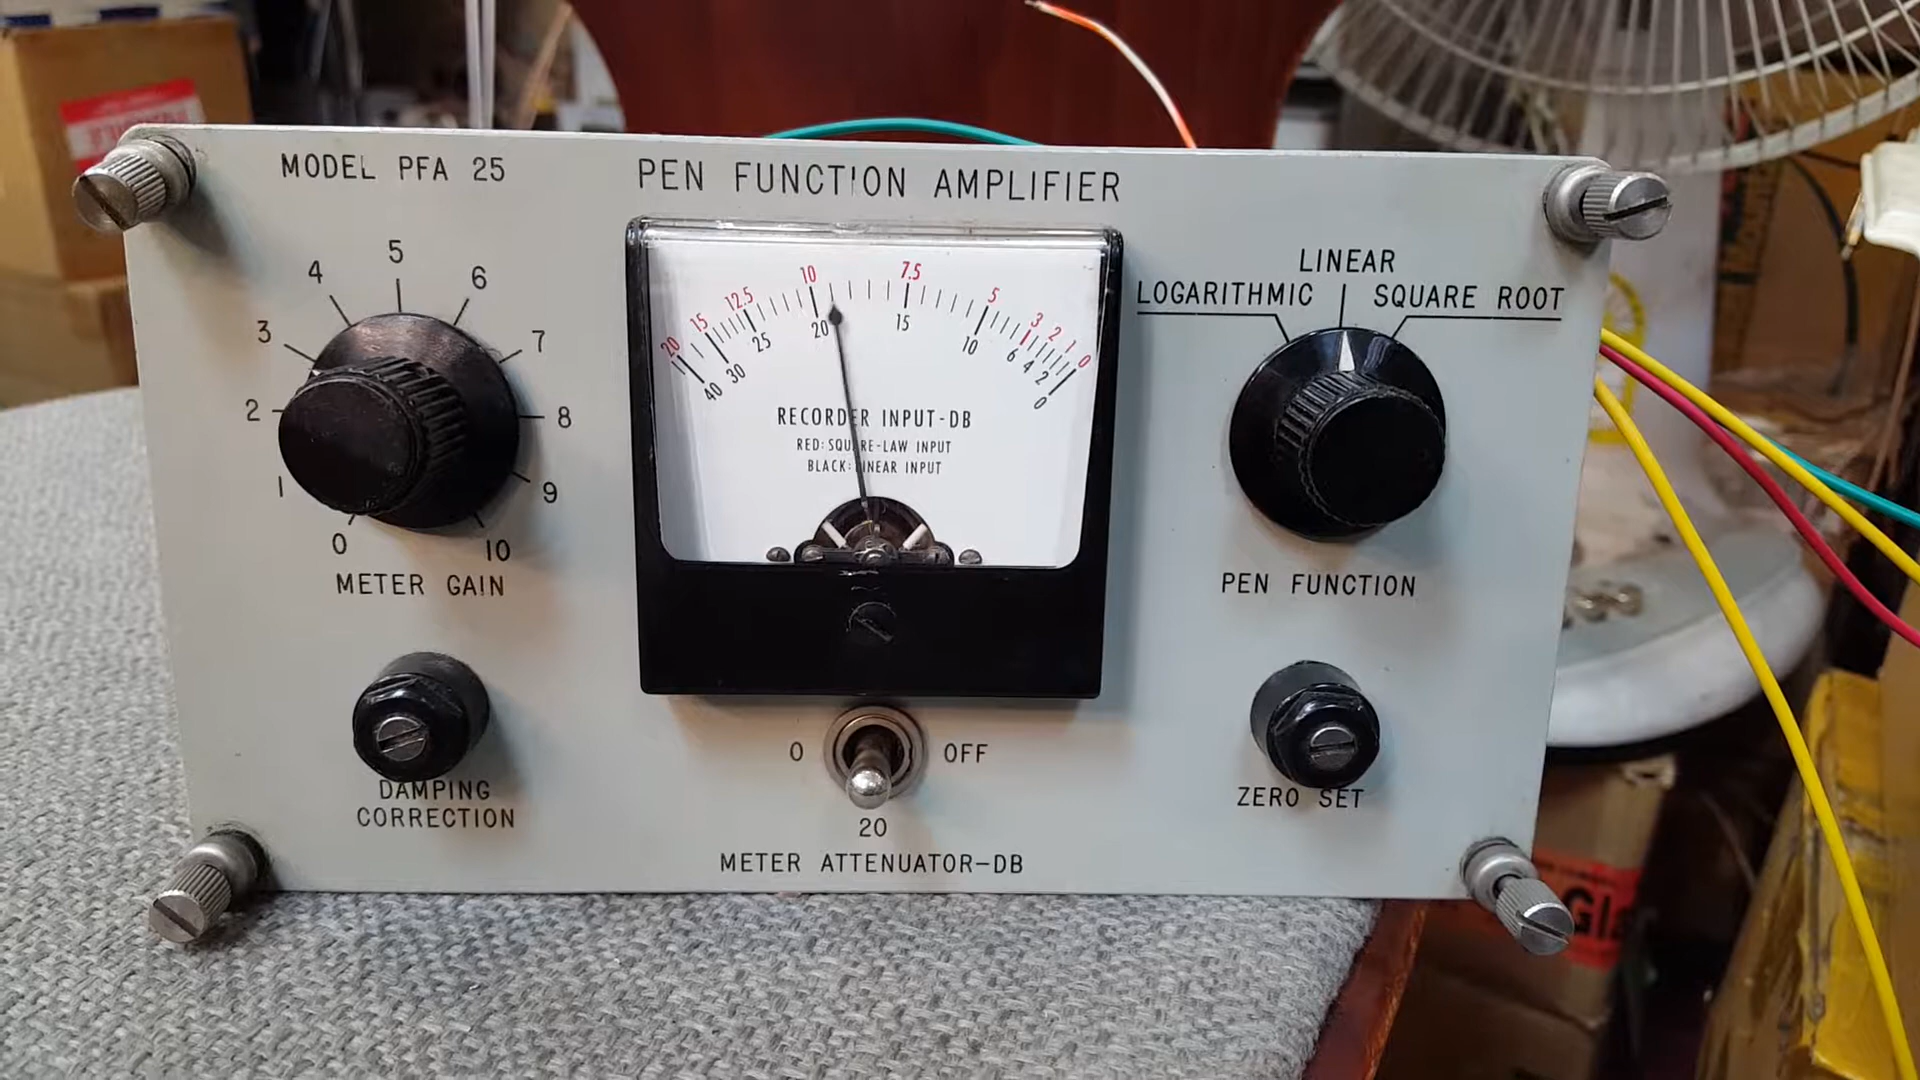 MODEL PFA 25
PEN FUNCTION AMPLIFIER
0
1
2
3
4
5
6
7
8
9
10
METER GAIN
20 15 12.5 10 7.5 5 3 2 1 0
40 30 25 20 15 10 6 4 2 0
RECORDER INPUT-DB
RED: SQUARE-LAW INPUT
BLACK: LINEAR INPUT
LINEAR
LOGARITHMIC
SQUARE ROOT
PEN FUNCTION
DAMPING
CORRECTION
0
OFF
20
METER ATTENUATOR-DB
ZERO SET